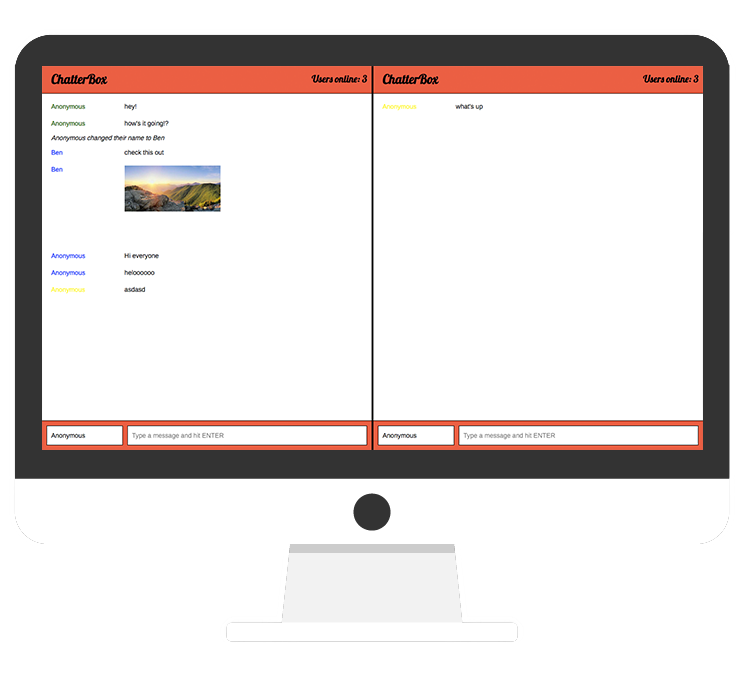 ChatterBox Users online: 3
Anonymous hey!
Anonymous how's it going!?
Anonymous changed their name to Ben
Ben check this out
Ben
Anonymous Hi everyone
Anonymous heloooooo
Anonymous asdasd
Anonymous Type a message and hit ENTER
ChatterBox Users online: 3
Anonymous what's up
Anonymous Type a message and hit ENTER